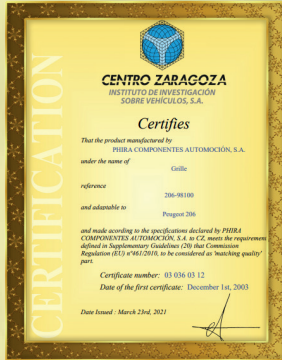 CERTIFICATION
CENTRO ZARAGOZA
INSTITUTO DE INVESTIGACIÓN
SOBRE VEHÍCULOS, S.A.
Certifies
That the product manufactured by
PHIRA COMPONENTES AUTOMOCIÓN, S.A.
under the name of
Grille
reference
206-98100
and adaptable to
Peugeot 206
and made acording to the specifications declared by PHIRA
COMPONENTES AUTOMOCIÓN, S.A. to CZ, meets the requirement
defined in Supplementary Guidelines (20) that Commission
Regulation (EU) nº461/2010, to be considered as 'matching quality'
part.
Certificate number: 03 036 03 12
Date of the first certificate: December 1st, 2003
Date Issued : March 23rd, 2021